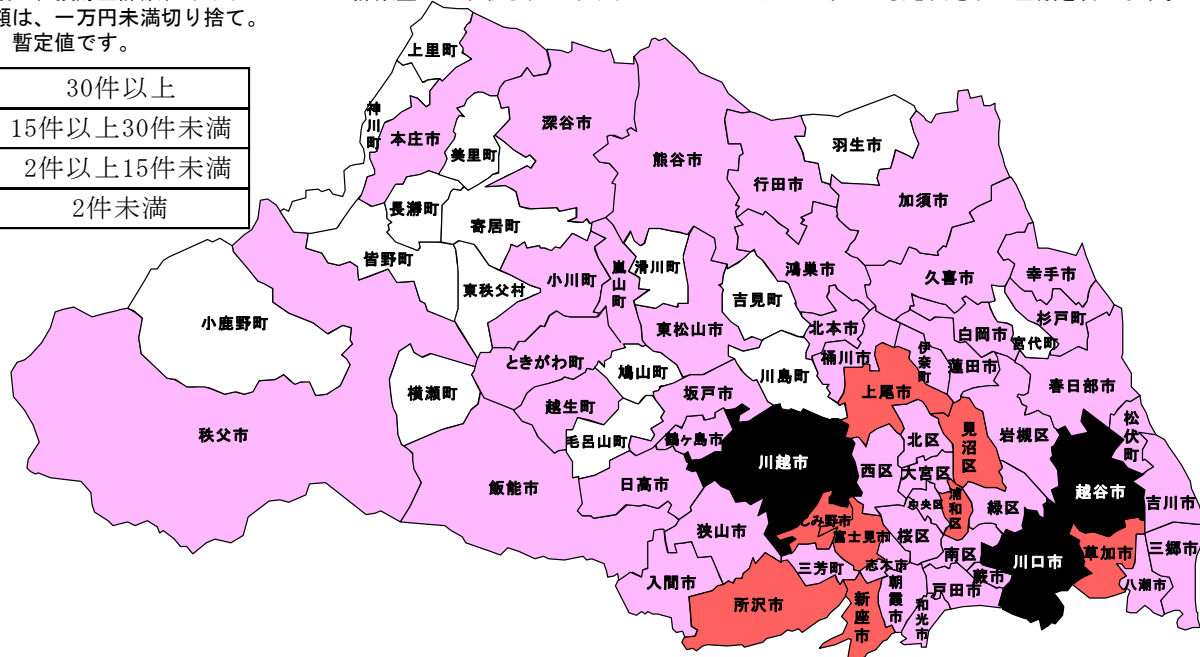 額は、一万円未満切り捨て。
暫定値です。
30件以上
15件以上30件未満
2件以上15件未満
2件未満
上里町
神川町
本庄市
美里町
深谷市
熊谷市
行田市
羽生市
加須市
長瀞町
寄居町
皆野町
東秩父村
小川町
嵐山町
滑川町
吉見町
鴻巣市
久喜市
幸手市
杉戸町
宮代町
白岡市
小鹿野町
東松山市
北本市
桶川市
伊奈町
蓮田市
春日部市
ときがわ町
鳩山町
川島町
上尾市
横瀬町
越生町
坂戸市
毛呂山町
鶴ヶ島市
秩父市
飯能市
日高市
川越市
西区
北区
見沼区
岩槻区
松伏町
大宮区
中央区
浦和区
緑区
越谷市
吉川市
狭山市
じみ野市
富士見市
桜区
南区
川口市
草加市
三郷市
入間市
三芳町
志木市
朝霞市
和光市
戸田市
蕨市
八潮市
所沢市
新座市